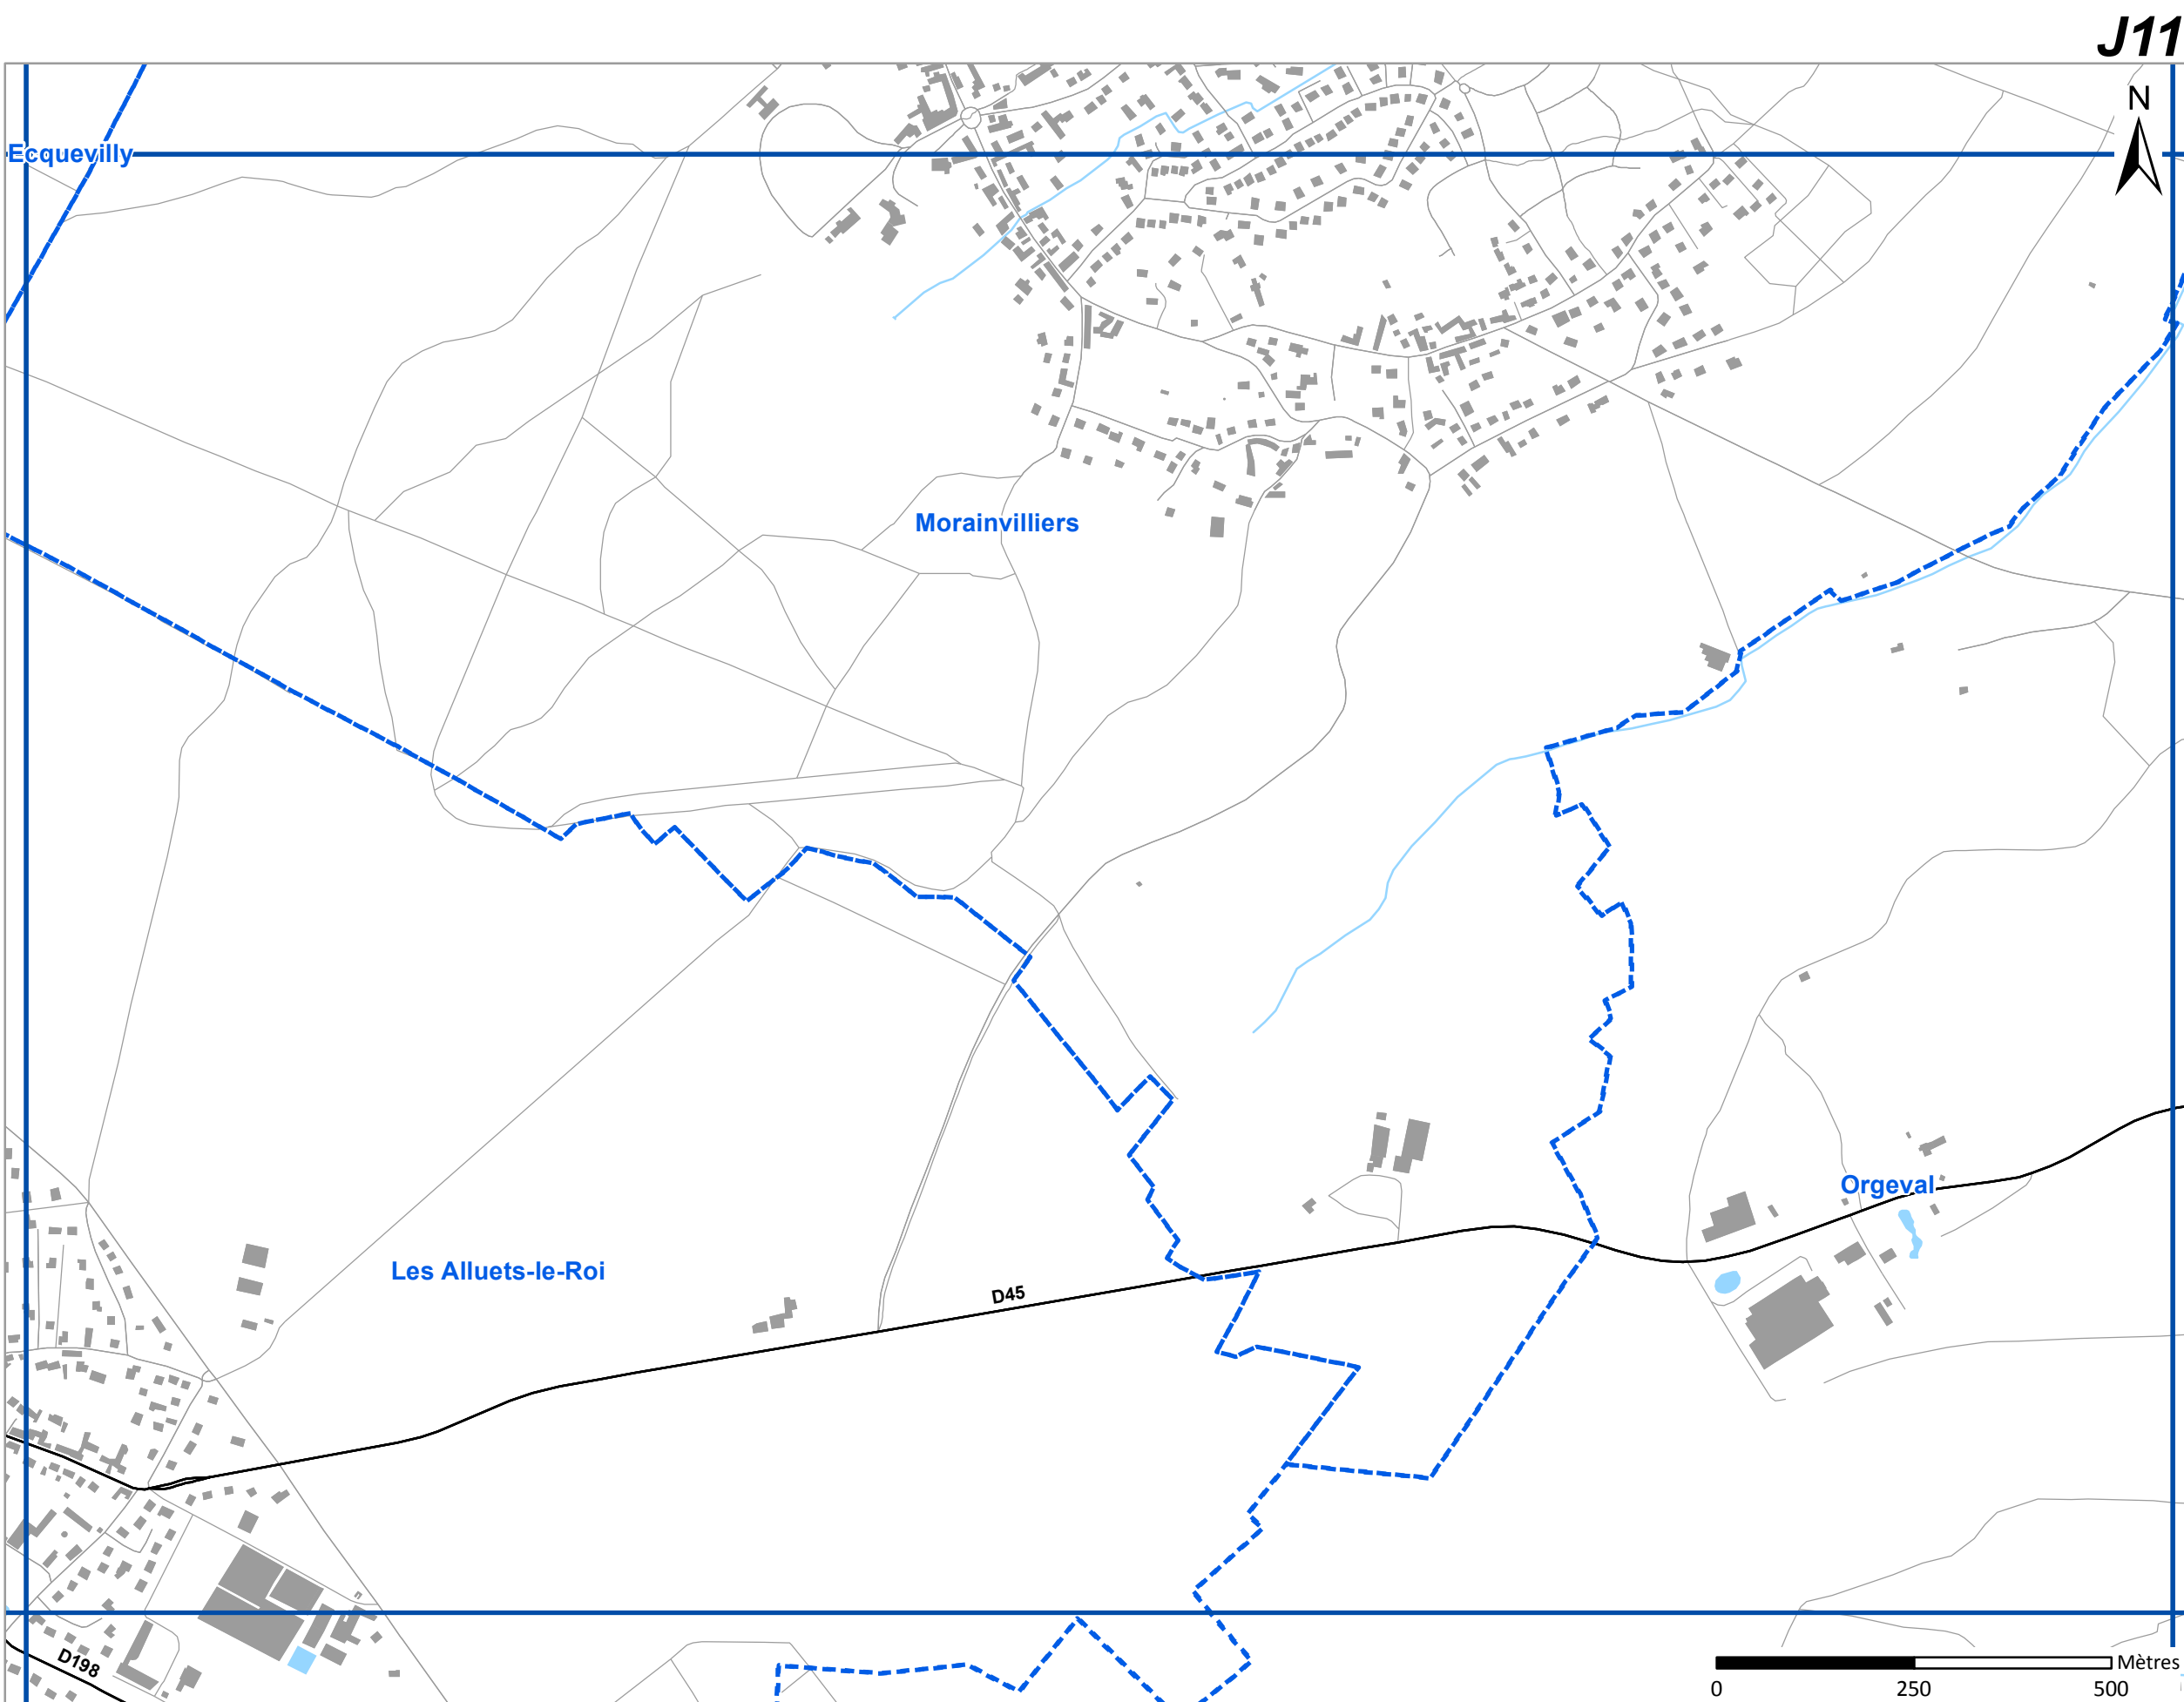 J11
N
Ecquevilly
Morainvilliers
Orgeval
Les Alluets-le-Roi
D45
D198
Mètres
0 250 500